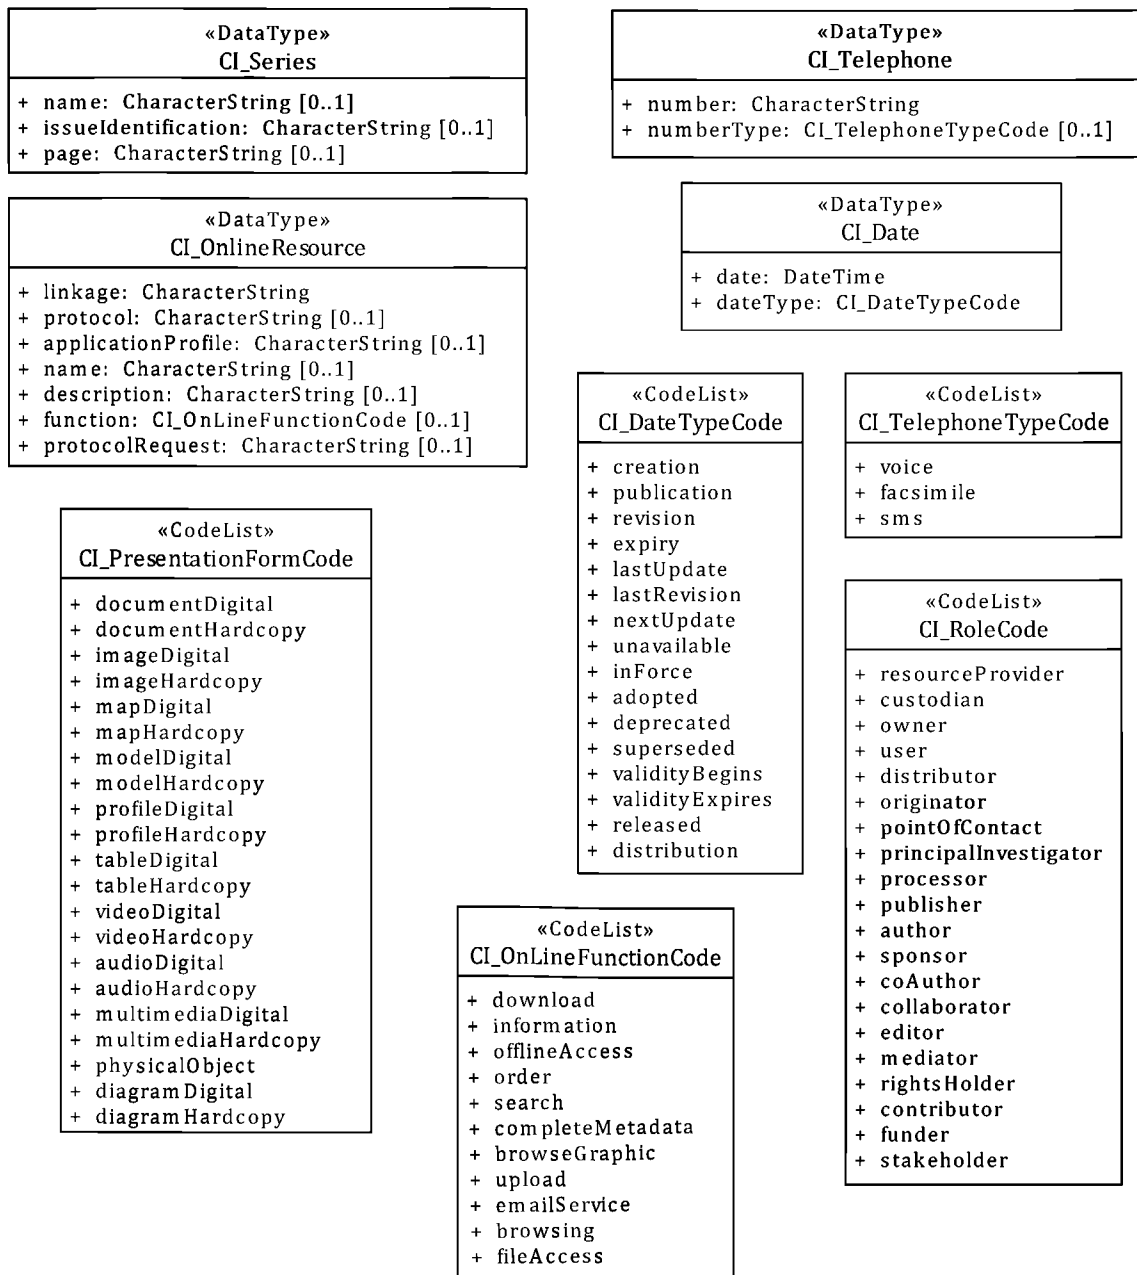 «DataType»
CI_Series
+ name: CharacterString [0..1]
+ issueIdentification: CharacterString [0..1]
+ page: CharacterString [0..1]
«DataType»
CI_Telephone
+ number: CharacterString
+ numberType: CI_TelephoneTypeCode [0..1]
«DataType»
CI_OnlineResource
+ linkage: CharacterString
+ protocol: CharacterString [0..1]
+ applicationProfile: CharacterString [0..1]
+ name: CharacterString [0..1]
+ description: CharacterString [0..1]
+ function: CI_OnLineFunctionCode [0..1]
+ protocolRequest: CharacterString [0..1]
«DataType»
CI_Date
+ date: DateTime
+ dateType: CI_DateTypeCode
«CodeList»
CI_DateTypeCode
+ creation
+ publication
+ revision
+ expiry
+ lastUpdate
+ lastRevision
+ nextUpdate
+ unavailable
+ inForce
+ adopted
+ deprecated
+ superseded
+ validityBegins
+ validityExpires
+ released
+ distribution
«CodeList»
CI_TelephoneTypeCode
+ voice
+ facsimile
+ sms
«CodeList»
CI_PresentationFormCode
+ documentDigital
+ documentHardcopy
+ imageDigital
+ imageHardcopy
+ mapDigital
+ mapHardcopy
+ modelDigital
+ modelHardcopy
+ profileDigital
+ profileHardcopy
+ tableDigital
+ tableHardcopy
+ videoDigital
+ videoHardcopy
+ audioDigital
+ audioHardcopy
+ multimediaDigital
+ multimediaHardcopy
+ physicalObject
+ diagramDigital
+ diagramHardcopy
«CodeList»
CI_RoleCode
+ resourceProvider
+ custodian
+ owner
+ user
+ distributor
+ originator
+ pointOfContact
+ principalInvestigator
+ processor
+ publisher
+ author
+ sponsor
+ coAuthor
+ collaborator
+ editor
+ mediator
+ rightsHolder
+ contributor
+ funder
+ stakeholder
«CodeList»
CI_OnLineFunctionCode
+ download
+ information
+ offlineAccess
+ order
+ search
+ completeMetadata
+ browseGraphic
+ upload
+ emailService
+ browsing
+ fileAccess